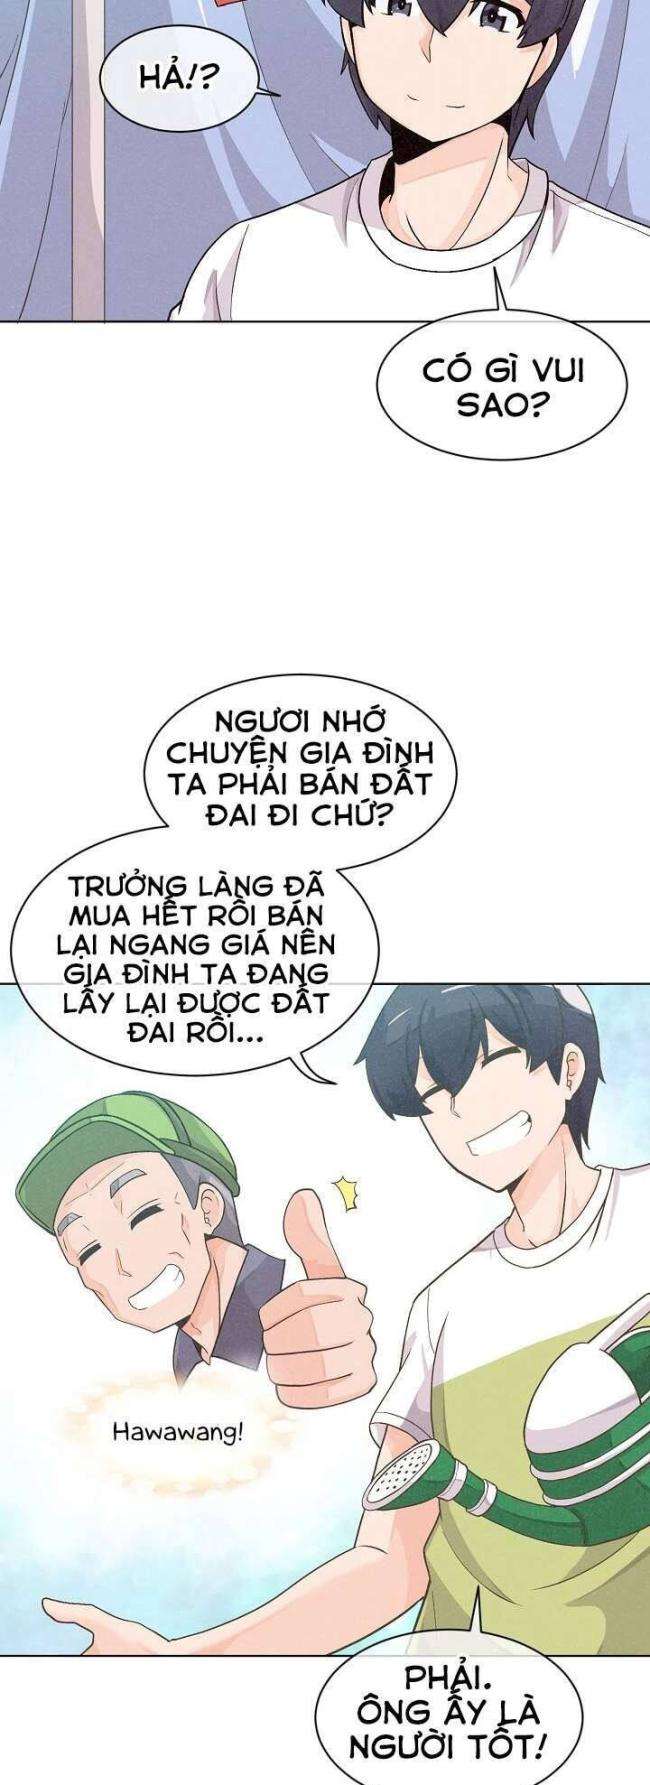 HẢ!?
CÓ GÌ VUI
SAO?
NGƯƠI NHỚ
CHUYỆN GIA ĐÌNH
TA PHẢI BÁN ĐẤT
ĐAI ĐI CHỨ?
TRƯỞNG LÀNG ĐÃ
MUA HẾT RỒI BÁN
LẠI NGANG GIÁ NÊN
GIA ĐÌNH TA ĐANG
LẤY LẠI ĐƯỢC ĐẤT
ĐAI RỒI...
Hawawang!
PHẢI.
ÔNG ẤY LÀ
NGƯỜI TỐT!